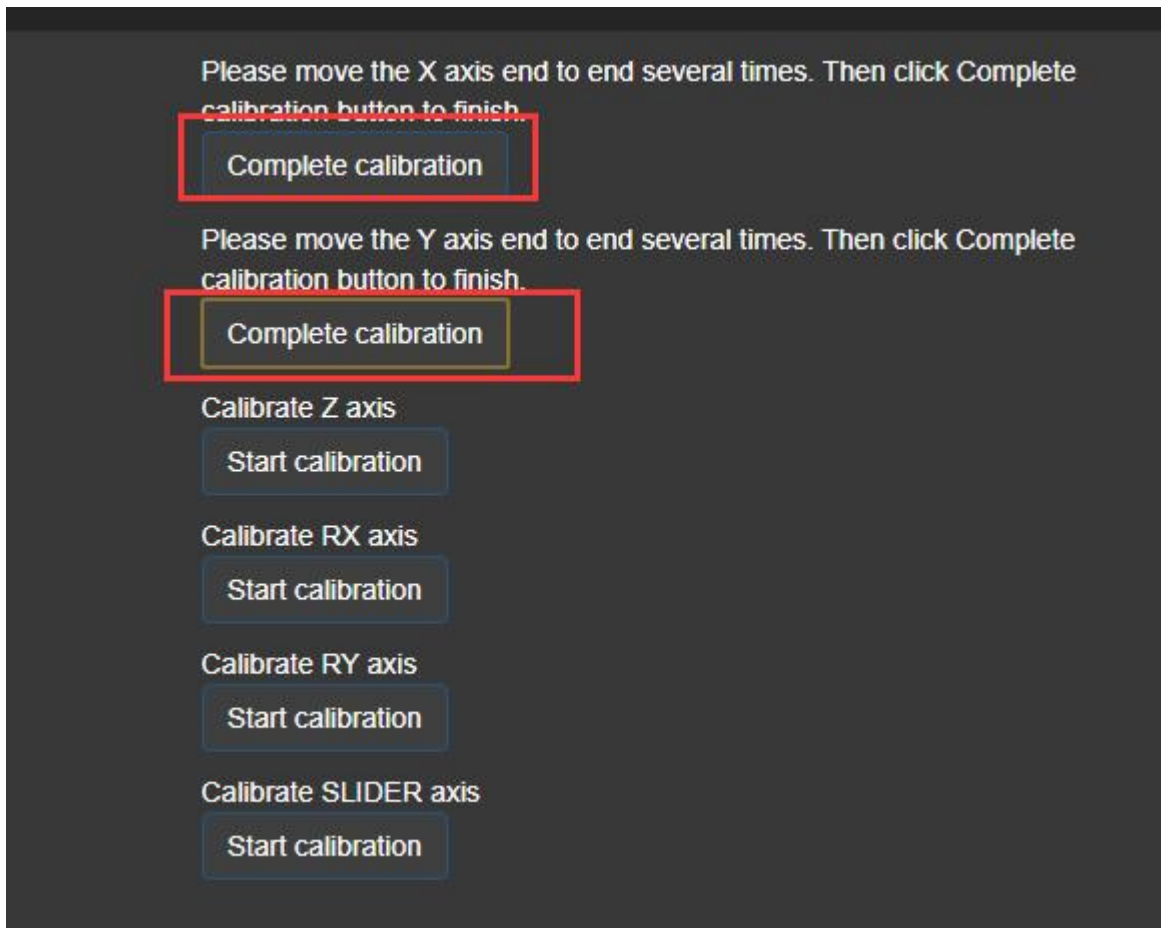 Please move the X axis end to end several times. Then click Complete
calibration button to finish.
Complete calibration
Please move the Y axis end to end several times. Then click Complete
calibration button to finish.
Complete calibration
Calibrate Z axis
Start calibration
Calibrate RX axis
Start calibration
Calibrate RY axis
Start calibration
Calibrate SLIDER axis
Start calibration